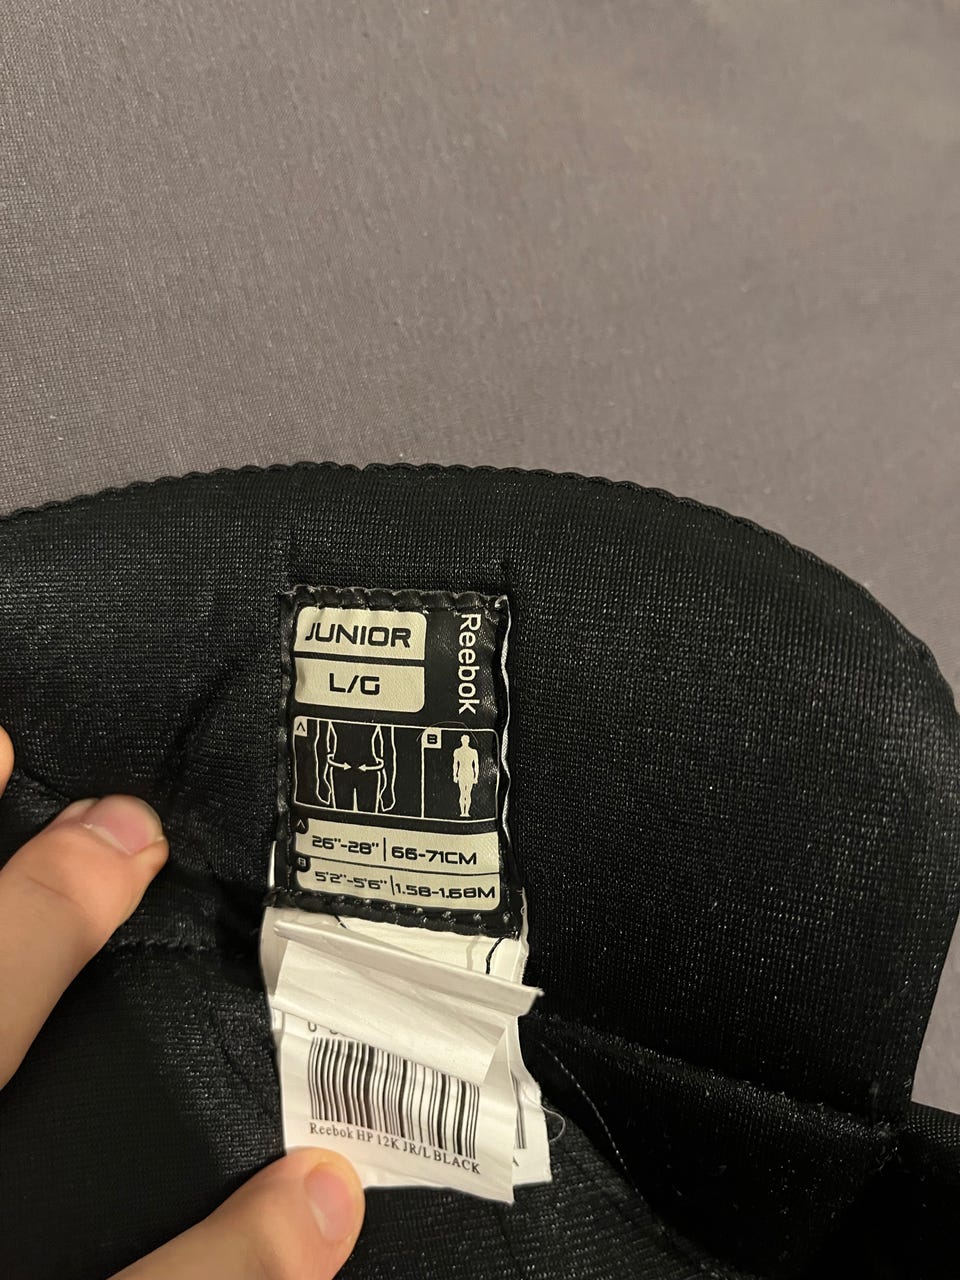 JUNIOR
L/G
Reebok
A
B
A
26"-28" | 66-71CM
B
5'2"-5'6" | 1.58-1.68M
Reebok HP 12K JR/L BLACK